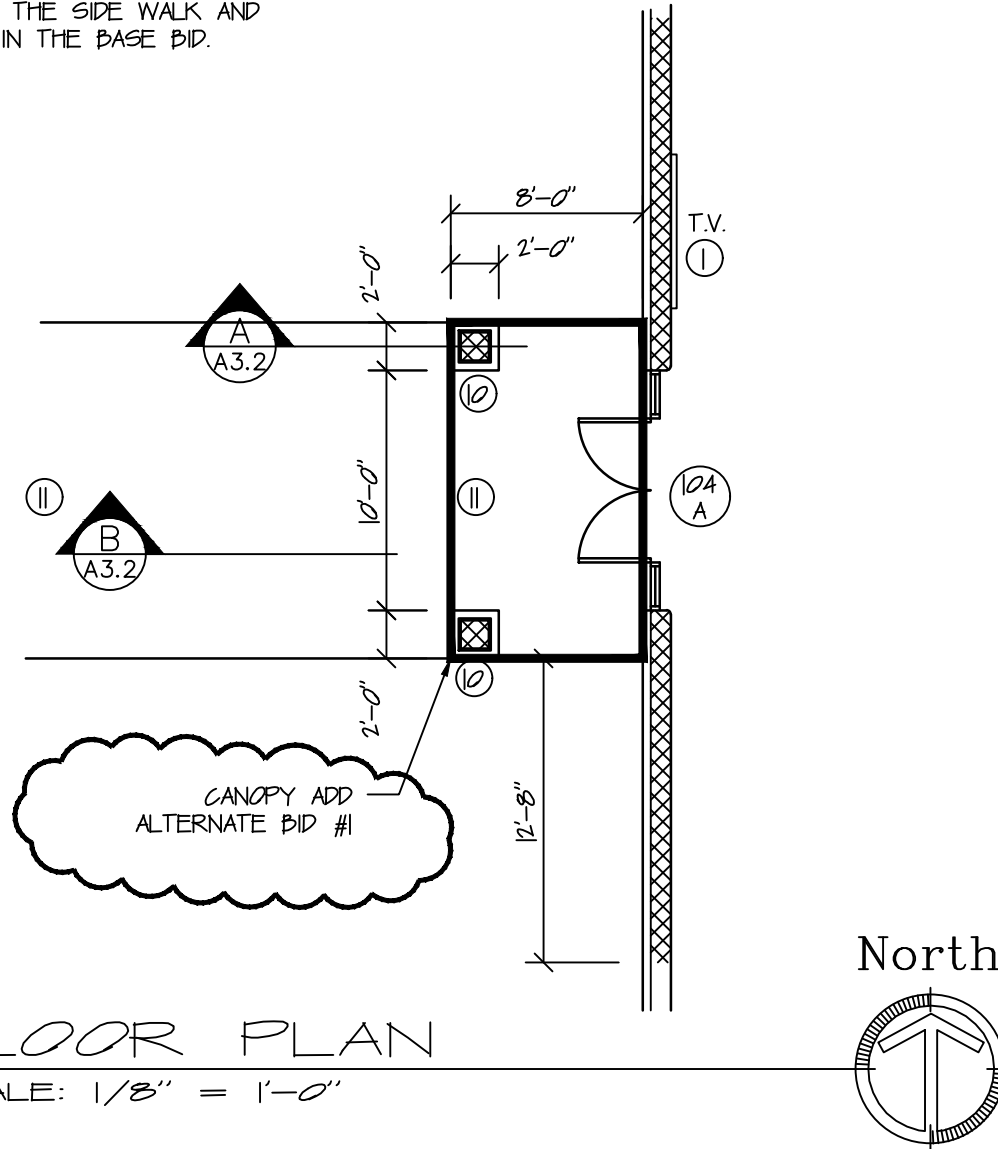 THE SIDE WALK AND
IN THE BASE BID.
8'-0"
2'-0"
T.V.
1
2'-0"
A
A3.2
10
10'-0"
11
11
104
A
B
A3.2
10
2'-0"
CANOPY ADD
ALTERNATE BID #1
12'-8"
North
LOOR PLAN
ALE: 1/8" = 1'-0"